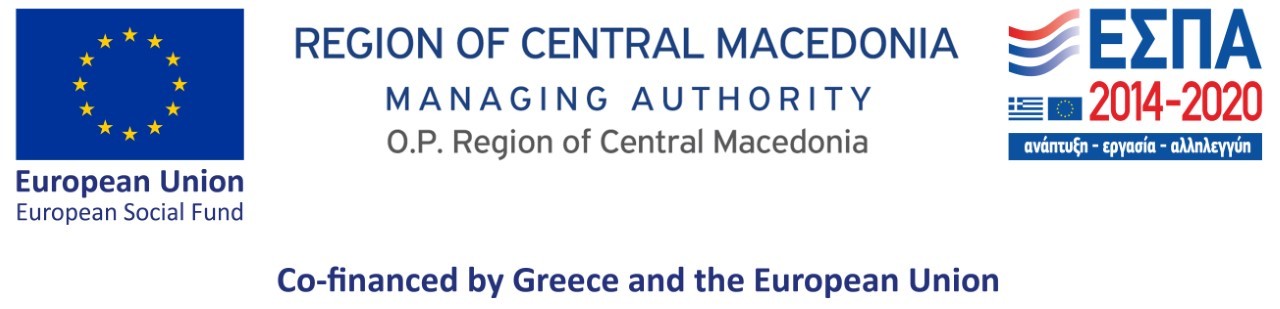 REGION OF CENTRAL MACEDONIA
MANAGING AUTHORITY
O.P. Region of Central Macedonia
European Union
European Social Fund
ΕΣΠΑ
2014-2020
ανάπτυξη - εργασία - αλληλεγγύη
Co-financed by Greece and the European Union